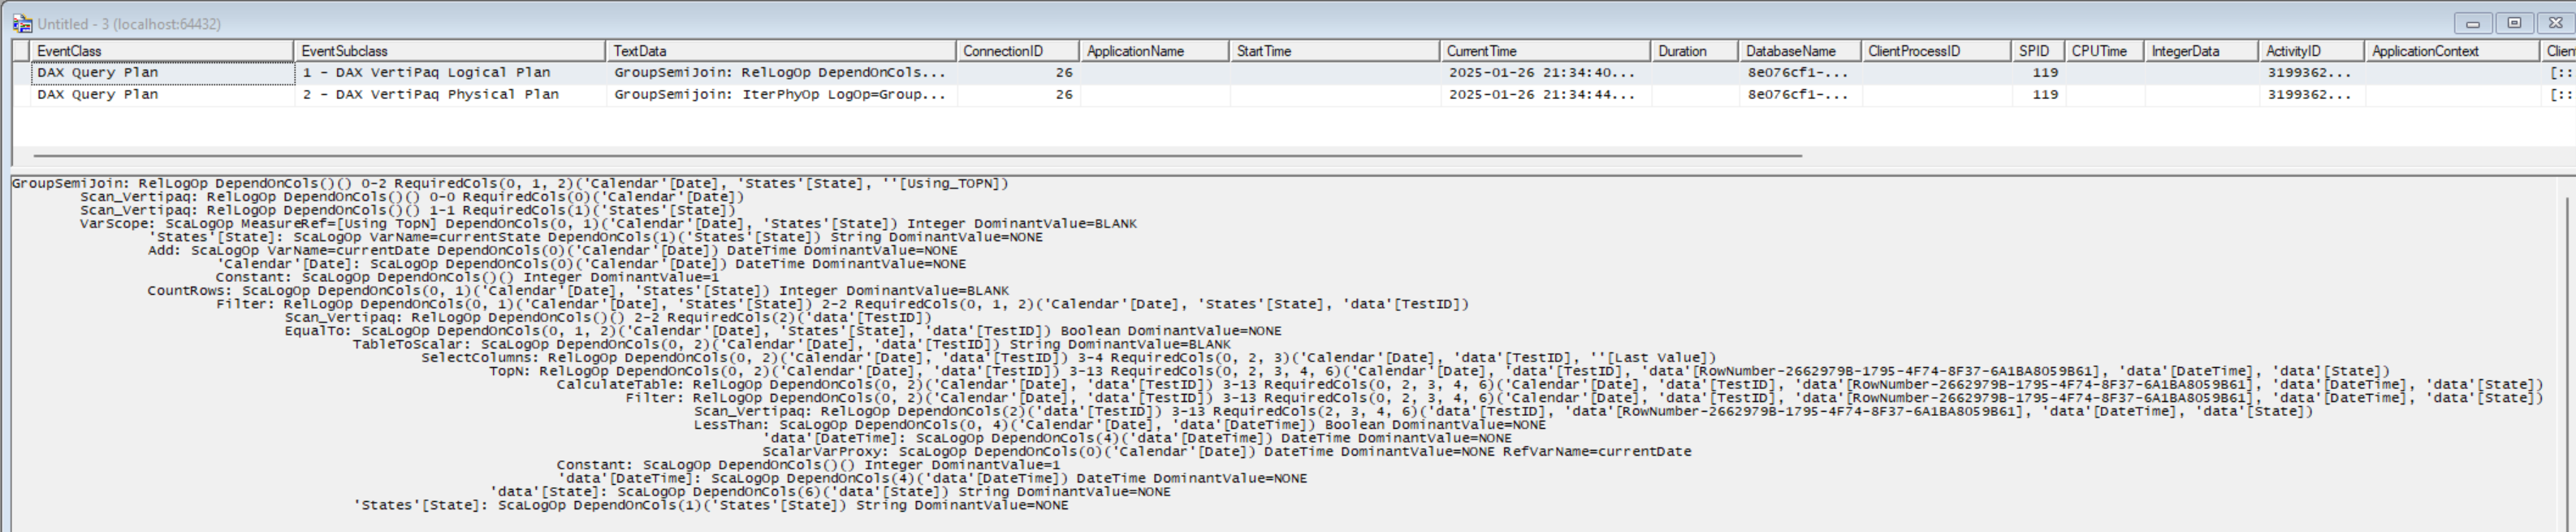 Untitled - 3 (localhost:64432)
EventClass EventSubclass TextData ConnectionID ApplicationName StartTime CurrentTime Duration DatabaseName ClientProcessID SPID CPUTime IntegerData ActivityID ApplicationContext Client
DAX Query Plan 1 - DAX VertiPaq Logical Plan GroupSemiJoin: RelLogOp DependOnCols... 26 2025-01-26 21:34:40... 8e076cf1-... 119 3199362... [::
DAX Query Plan 2 - DAX VertiPaq Physical Plan GroupSemijoin: IterPhyOp LogOp=Group... 26 2025-01-26 21:34:44... 8e076cf1-... 119 3199362... [::
GroupSemiJoin: RelLogOp DependOnCols()() 0-2 RequiredCols(0, 1, 2)('Calendar'[Date], 'States'[State], ''[Using_TOPN])
Scan_Vertipaq: RelLogOp DependOnCols()() 0-0 RequiredCols(0)('Calendar'[Date])
Scan_Vertipaq: RelLogOp DependOnCols()() 1-1 RequiredCols(1)('States'[State])
VarScope: ScaLogOp MeasureRef=[Using TopN] DependOnCols(0, 1)('Calendar'[Date], 'States'[State]) Integer DominantValue=BLANK
'States'[State]: ScaLogOp VarName=currentState DependOnCols(1)('States'[State]) String DominantValue=NONE
Add: ScaLogOp VarName=currentDate DependOnCols(0)('Calendar'[Date]) DateTime DominantValue=NONE
'Calendar'[Date]: ScaLogOp DependOnCols(0)('Calendar'[Date]) DateTime DominantValue=NONE
Constant: ScaLogOp DependOnCols()() Integer DominantValue=1
CountRows: ScaLogOp DependOnCols(0, 1)('Calendar'[Date], 'States'[State]) Integer DominantValue=BLANK
Filter: RelLogOp DependOnCols(0, 1)('Calendar'[Date], 'States'[State]) 2-2 RequiredCols(0, 1, 2)('Calendar'[Date], 'States'[State], 'data'[TestID])
Scan_Vertipaq: RelLogOp DependOnCols()() 2-2 RequiredCols(2)('data'[TestID])
EqualTo: ScaLogOp DependOnCols(0, 1, 2)('Calendar'[Date], 'States'[State], 'data'[TestID]) Boolean DominantValue=NONE
TableToScalar: ScaLogOp DependOnCols(0, 2)('Calendar'[Date], 'data'[TestID]) String DominantValue=BLANK
SelectColumns: RelLogOp DependOnCols(0, 2)('Calendar'[Date], 'data'[TestID]) 3-4 RequiredCols(0, 2, 3)('Calendar'[Date], 'data'[TestID], ''[Last Value])
TopN: RelLogOp DependOnCols(0, 2)('Calendar'[Date], 'data'[TestID]) 3-13 RequiredCols(0, 2, 3, 4, 6)('Calendar'[Date], 'data'[TestID], 'data'[RowNumber-2662979B-1795-4F74-8F37-6A1BA8059B61], 'data'[DateTime], 'data'[State])
CalculateTable: RelLogOp DependOnCols(0, 2)('Calendar'[Date], 'data'[TestID]) 3-13 RequiredCols(0, 2, 3, 4, 6)('Calendar'[Date], 'data'[TestID], 'data'[RowNumber-2662979B-1795-4F74-8F37-6A1BA8059B61], 'data'[DateTime], 'data'[State])
Filter: RelLogOp DependOnCols(0, 2)('Calendar'[Date], 'data'[TestID]) 3-13 RequiredCols(0, 2, 3, 4, 6)('Calendar'[Date], 'data'[TestID], 'data'[RowNumber-2662979B-1795-4F74-8F37-6A1BA8059B61], 'data'[DateTime], 'data'[State])
Scan_Vertipaq: RelLogOp DependOnCols(2)('data'[TestID]) 3-13 RequiredCols(2, 3, 4, 6)('data'[TestID], 'data'[RowNumber-2662979B-1795-4F74-8F37-6A1BA8059B61], 'data'[DateTime], 'data'[State])
LessThan: ScaLogOp DependOnCols(0, 4)('Calendar'[Date], 'data'[DateTime]) Boolean DominantValue=NONE
'data'[DateTime]: ScaLogOp DependOnCols(4)('data'[DateTime]) DateTime DominantValue=NONE
ScalarVarProxy: ScaLogOp DependOnCols(0)('Calendar'[Date]) DateTime DominantValue=NONE RefVarName=currentDate
Constant: ScaLogOp DependOnCols()() Integer DominantValue=1
'data'[DateTime]: ScaLogOp DependOnCols(4)('data'[DateTime]) DateTime DominantValue=NONE
'data'[State]: ScaLogOp DependOnCols(6)('data'[State]) String DominantValue=NONE
'States'[State]: ScaLogOp DependOnCols(1)('States'[State]) String DominantValue=NONE